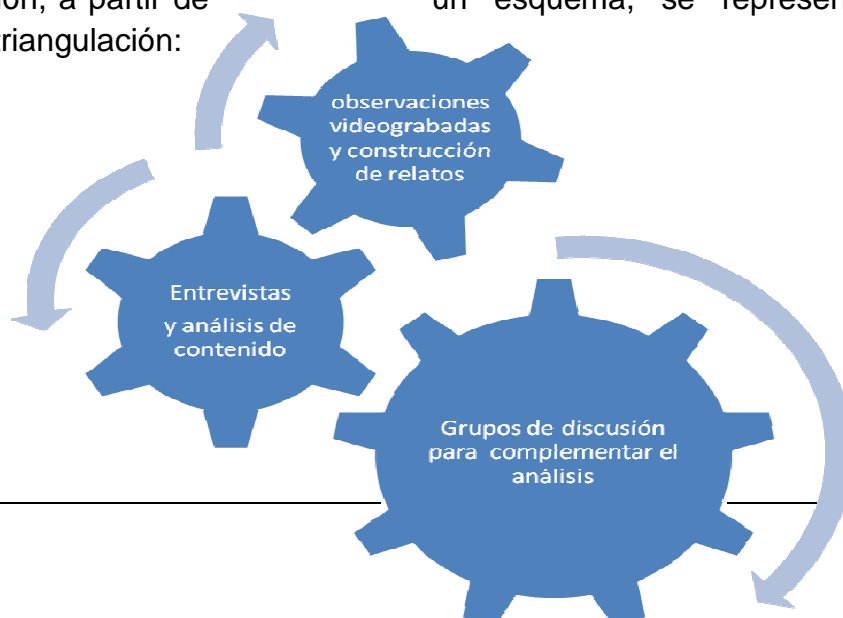 ón, a partir de un esquema, se represen
triangulación:
observaciones
videograbadas
y construcción
de relatos
Entrevistas
y análisis de
contenido
Grupos de discusión
para complementar el
análisis